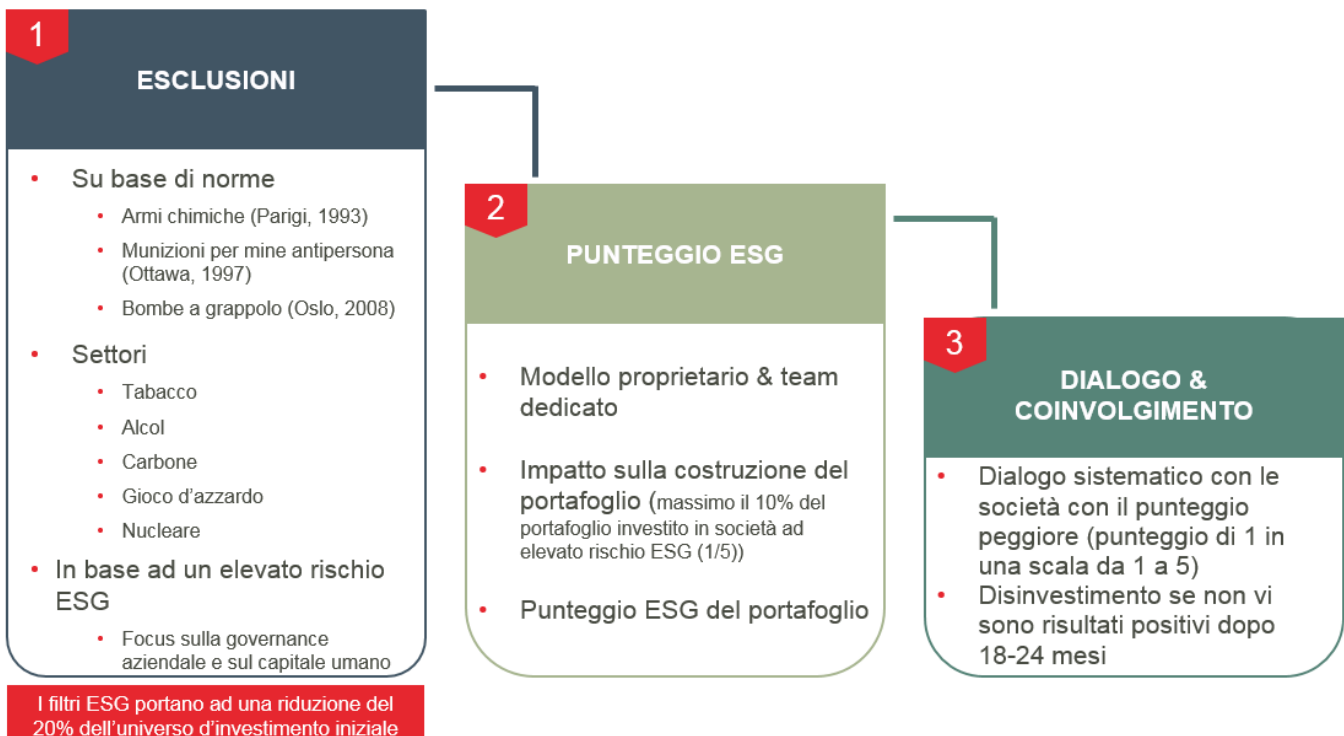 1
ESCLUSIONI
• Su base di norme
• Armi chimiche (Parigi, 1993)
• Munizioni per mine antipersona
(Ottawa, 1997)
• Bombe a grappolo (Oslo, 2008)
• Settori
• Tabacco
• Alcol
• Carbone
• Gioco d’azzardo
• Nucleare
• In base ad un elevato rischio
ESG
• Focus sulla governance
aziendale e sul capitale umano
I filtri ESG portano ad una riduzione del
20% dell’universo d’investimento iniziale
2
PUNTEGGIO ESG
• Modello proprietario & team
dedicato
• Impatto sulla costruzione del
portafoglio (massimo il 10% del
portafoglio investito in società ad
elevato rischio ESG (1/5))
• Punteggio ESG del portafoglio
3
DIALOGO &
COINVOLGIMENTO
• Dialogo sistematico con le
società con il punteggio
peggiore (punteggio di 1 in
una scala da 1 a 5)
• Disinvestimento se non vi
sono risultati positivi dopo
18-24 mesi